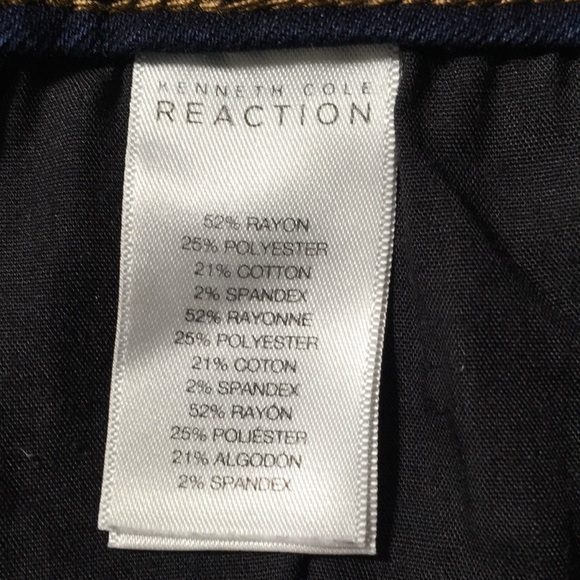 KENNETH COLE
REACTION
52% RAYON
25% POLYESTER
21% COTTON
2% SPANDEX
52% RAYONNE
25% POLYESTER
21% COTON
2% SPANDEX
52% RAYÓN
25% POLIÉSTER
21% ALGODÓN
2% SPANDEX